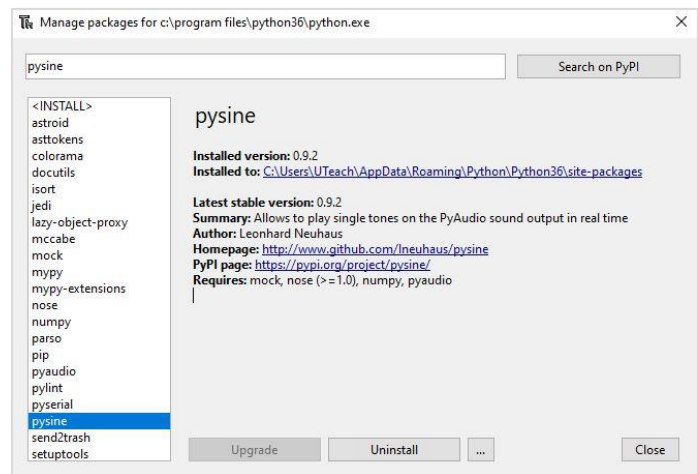 Manage packages for c:\program files\python36\python.exe
pysine
Search on PyPI
<INSTALL>
astroid
asttokens
colorama
docutils
isort
jedi
lazy-object-proxy
mccabe
mock
mypy
mypy-extensions
nose
numpy
parso
pip
pyaudio
pylint
pyserial
pysine
send2trash
setuptools
pysine
Installed version: 0.9.2
Installed to: C:\Users\UTeach\AppData\Roaming\Python\Python36\site-packages
Latest stable version: 0.9.2
Summary: Allows to play single tones on the PyAudio sound output in real time
Author: Leonhard Neuhaus
Homepage: http://www.github.com/lneuhaus/pysine
PyPI page: https://pypi.org/project/pysine/
Requires: mock, nose (>=1.0), numpy, pyaudio
Upgrade
Uninstall
...
Close